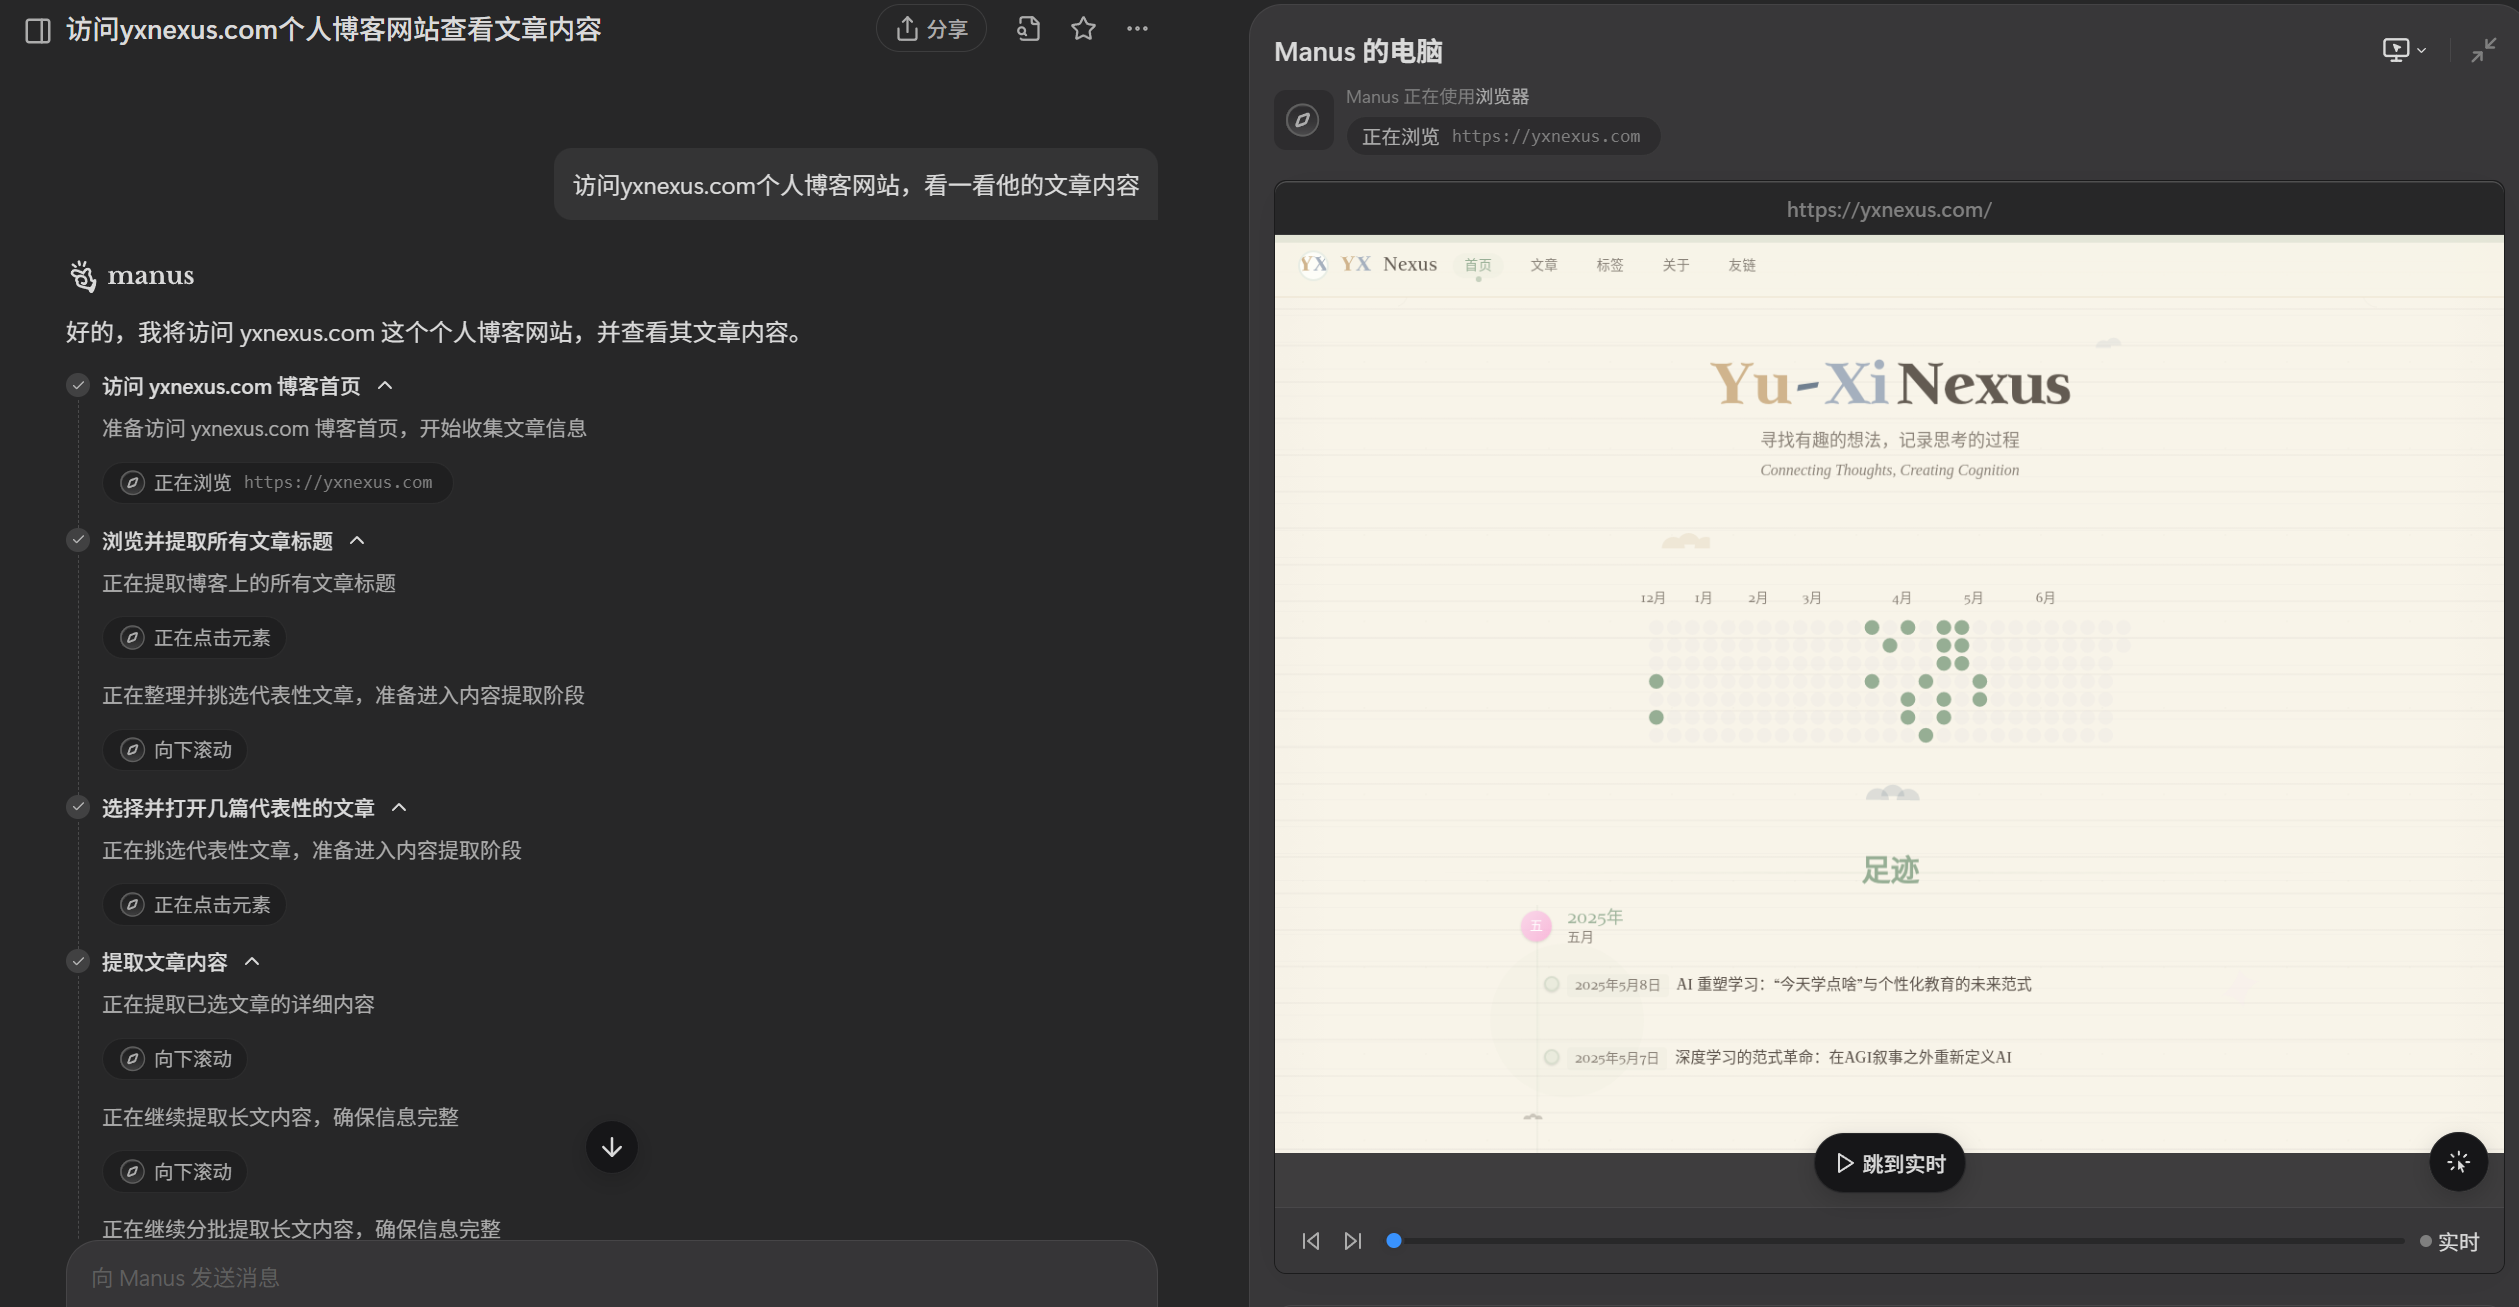 访问yxnexus.com个人博客网站查看文章内容
分享
访问yxnexus.com个人博客网站，看一看他的文章内容
manus
好的，我将访问 yxnexus.com 这个个人博客网站，并查看其文章内容。
访问 yxnexus.com 博客首页
准备访问 yxnexus.com 博客首页，开始收集文章信息
正在浏览 https://yxnexus.com
浏览并提取所有文章标题
正在提取博客上的所有文章标题
正在点击元素
正在整理并挑选代表性文章，准备进入内容提取阶段
向下滚动
选择并打开几篇代表性的文章
正在挑选代表性文章，准备进入内容提取阶段
正在点击元素
提取文章内容
正在提取已选文章的详细内容
向下滚动
正在继续提取长文内容，确保信息完整
向下滚动
正在继续分批提取长文内容，确保信息完整
向 Manus 发送消息
Manus 的电脑
Manus 正在使用浏览器
正在浏览 https://yxnexus.com
https://yxnexus.com/
YX YX Nexus 首页 文章 标签 关于 友链
Yu-Xi Nexus
寻找有趣的想法，记录思考的过程
Connecting Thoughts, Creating Cognition
12月 1月 2月 3月 4月 5月 6月
足迹
五 2025年
五月
2025年5月8日 AI 重塑学习：“今天学点啥”与个性化教育的未来范式
2025年5月7日 深度学习的范式革命：在AGI叙事之外重新定义AI
跳到实时
实时